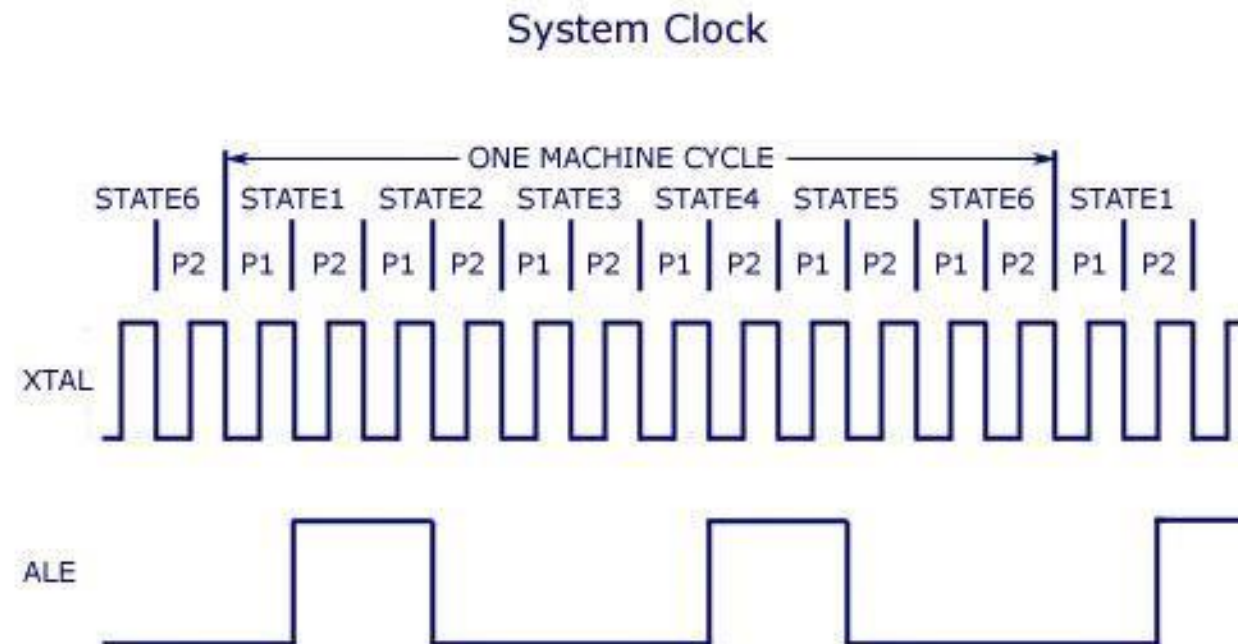 System Clock
ONE MACHINE CYCLE
STATE6 STATE1 STATE2 STATE3 STATE4 STATE5 STATE6 STATE1
P2 P1 P2 P1 P2 P1 P2 P1 P2 P1 P2 P1 P2 P1 P2
XTAL
ALE